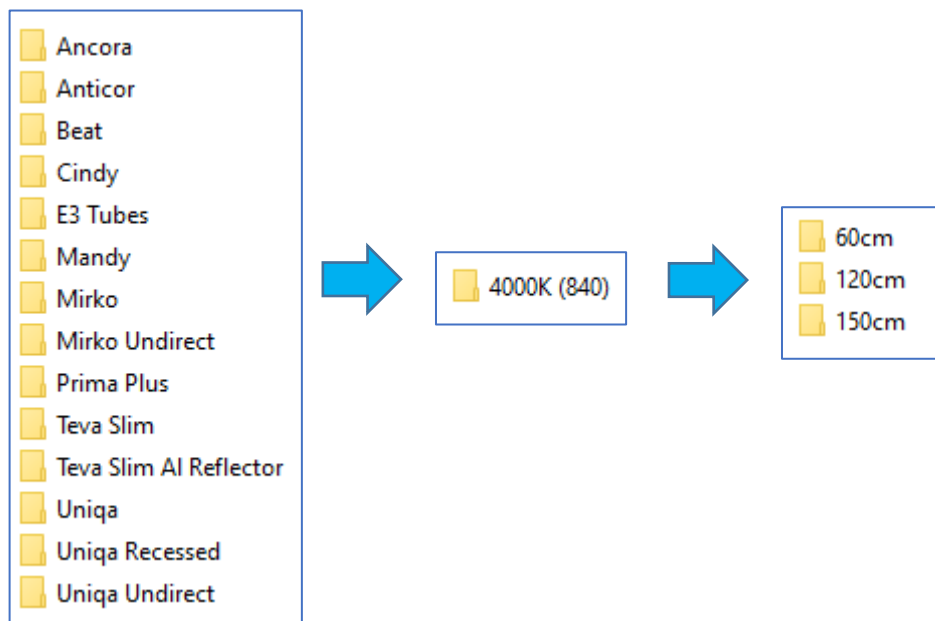 Ancora
Anticor
Beat
Cindy
E3 Tubes
Mandy
Mirko
Mirko Undirect
Prima Plus
Teva Slim
Teva Slim Al Reflector
Uniqa
Uniqa Recessed
Uniqa Undirect
4000K (840)
60cm
120cm
150cm